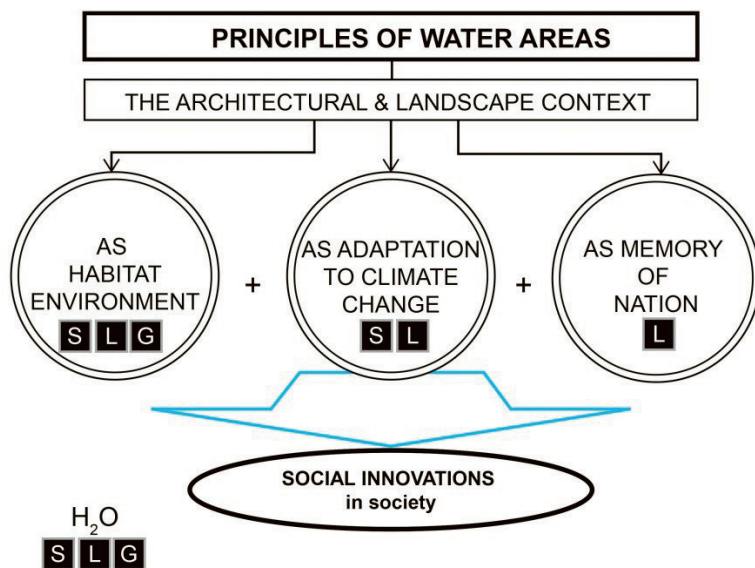 PRINCIPLES OF WATER AREAS
THE ARCHITECTURAL & LANDSCAPE CONTEXT
AS
HABITAT
ENVIRONMENT
S L G
+
AS ADAPTATION
TO CLIMATE
CHANGE
S L
+
AS MEMORY
OF
NATION
L
SOCIAL INNOVATIONS
in society
H₂O
S L G